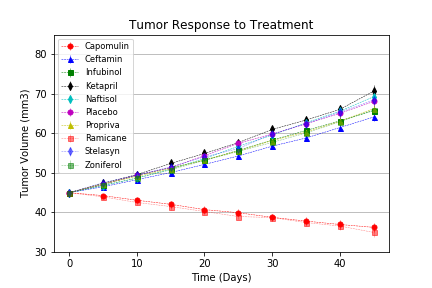 Tumor Response to Treatment
Tumor Volume (mm3)
80
70
60
50
40
30
Capomulin
Ceftamin
Infubinol
Ketapril
Naftisol
Placebo
Propriva
Ramicane
Stelasyn
Zoniferol
0
10
20
30
40
Time (Days)